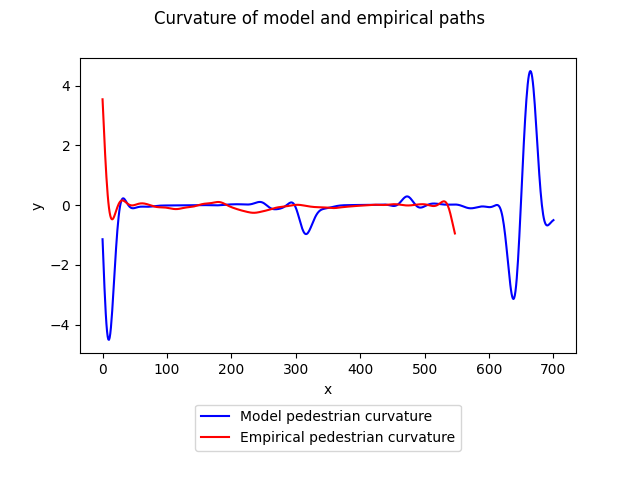 Curvature of model and empirical paths
4
2
0
−2
−4
y
0 100 200 300 400 500 600 700
x
Model pedestrian curvature
Empirical pedestrian curvature